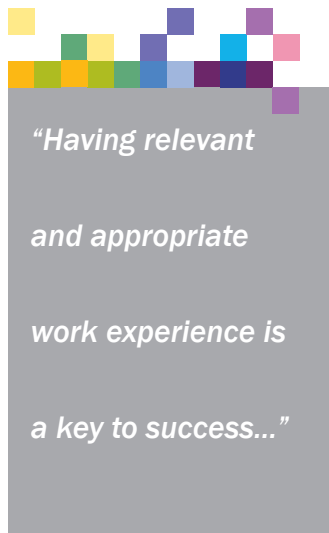 “Having relevant
and appropriate
work experience is
a key to success...”